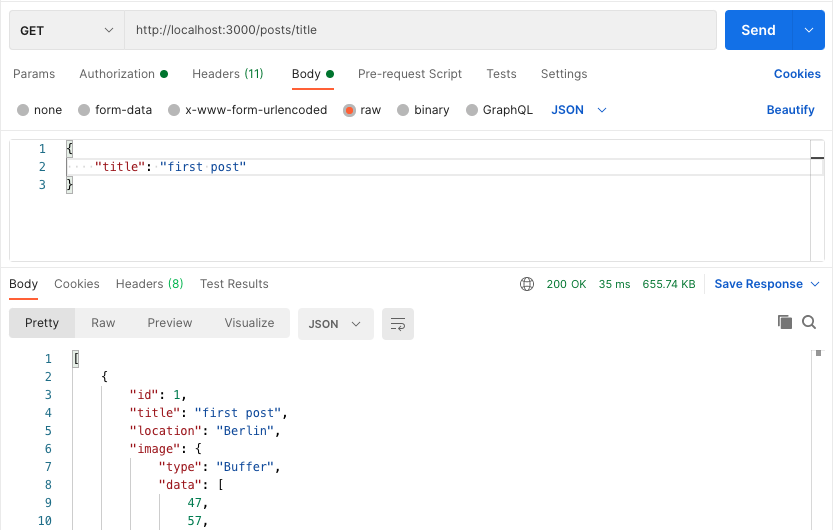 GET http://localhost:3000/posts/title Send
Params Authorization Headers (11) Body Pre-request Script Tests Settings Cookies
none form-data x-www-form-urlencoded raw binary GraphQL JSON Beautify
1 {
2 ····"title":·"first·post"
3 }
Body Cookies Headers (8) Test Results 200 OK 35 ms 655.74 KB Save Response
Pretty Raw Preview Visualize JSON
1 [
2 {
3 "id": 1,
4 "title": "first post",
5 "location": "Berlin",
6 "image": {
7 "type": "Buffer",
8 "data": [
9 47,
10 57,